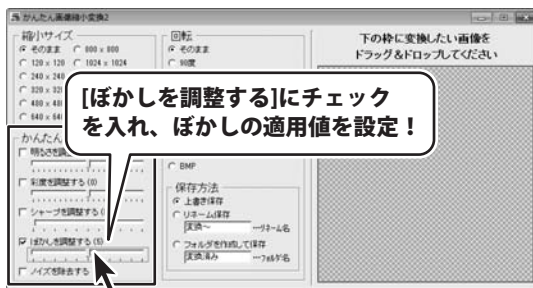 かんたん画像縮小変換2
縮小サイズ
そのまま 800 x 800
120 x 120 1024 x 1024
240 x 240
320 x 320
480 x 480
640 x 640
回転
そのまま
90度
下の枠に変換したい画像を
ドラッグ&ドロップしてください
[ぼかしを調整する]にチェック
を入れ、ぼかしの適用値を設定！
かんたん
明るさを調
彩度を調整する (0)
シャープを調整する (
ぼかしを調整する (5)
ノイズを除去する
BMP
保存方法
上書き保存
リネーム保存
変換～ …リネーム名
フォルダを作成して保存
変換済み …フォルダ名